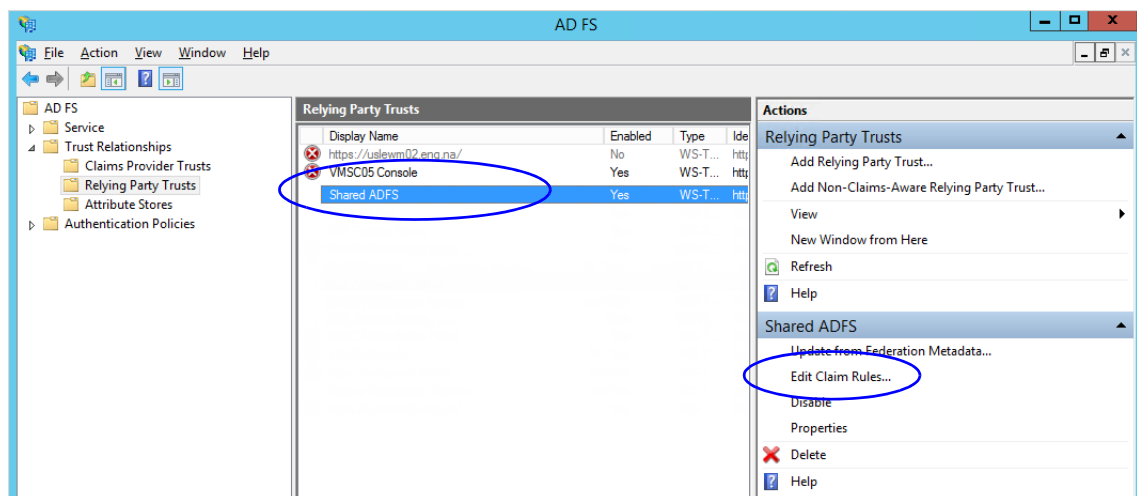 AD FS
File Action View Window Help
AD FS
Service
Trust Relationships
Claims Provider Trusts
Relying Party Trusts
Attribute Stores
Authentication Policies
Relying Party Trusts
Display Name Enabled Type Ide
https://uslewm02.eng.na/ No WS-T... http
VMSC05 Console Yes WS-T... http
Shared ADFS Yes WS-T... http
Actions
Relying Party Trusts
Add Relying Party Trust...
Add Non-Claims-Aware Relying Party Trust...
View
New Window from Here
Refresh
Help
Shared ADFS
Update from Federation Metadata...
Edit Claim Rules...
Disable
Properties
Delete
Help